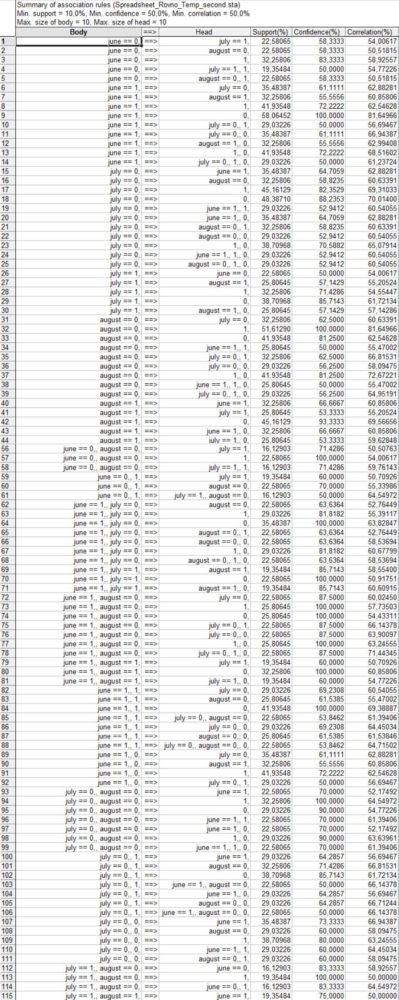 Summary of association rules (Spreadsheet_Rovno_Temp_second.sta)
Min. support = 10,0%, Min. confidence = 50,0%, Min. correlation = 50,0%
Max. size of body = 10, Max. size of head = 10
Body ==> Head Support(%) Confidence(%) Correlation(%)
1 june == 0, ==> july == 1, 22,58065 58,3333 54,00617
2 june == 0, ==> august == 0, 22,58065 58,3333 50,51815
3 june == 0, ==> 1, 32,25806 83,3333 58,92557
4 june == 0, ==> july == 1,, 1, 19,35484 50,0000 54,77226
5 june == 0, ==> august == 0,, 1, 22,58065 58,3333 50,51815
6 june == 1, ==> july == 0, 35,48387 61,1111 62,88281
7 june == 1, ==> august == 1, 32,25806 55,5556 60,85806
8 june == 1, ==> 1, 41,93548 72,2222 62,54628
9 june == 1, ==> 0, 58,06452 100,0000 81,64966
10 june == 1, ==> july == 0,, 1, 29,03226 50,0000 56,69467
11 june == 1, ==> july == 0,, 0, 35,48387 61,1111 66,94387
12 june == 1, ==> august == 1,, 0, 32,25806 55,5556 62,99408
13 june == 1, ==> 1,, 0, 41,93548 72,2222 68,51602
14 june == 1, ==> july == 0,, 1,, 0, 29,03226 50,0000 61,23724
15 july == 0, ==> june == 1, 35,48387 64,7059 62,88281
16 july == 0, ==> august == 0, 32,25806 58,8235 60,63391
17 july == 0, ==> 1, 45,16129 82,3529 69,31033
18 july == 0, ==> 0, 48,38710 88,2353 70,01400
19 july == 0, ==> june == 1,, 1, 29,03226 52,9412 60,54055
20 july == 0, ==> june == 1,, 0, 35,48387 64,7059 62,88281
21 july == 0, ==> august == 0,, 1, 32,25806 58,8235 60,63391
22 july == 0, ==> august == 0,, 0, 29,03226 52,9412 60,54055
23 july == 0, ==> 1,, 0, 38,70968 70,5882 65,07914
24 july == 0, ==> june == 1,, 1,, 0, 29,03226 52,9412 60,54055
25 july == 0, ==> august == 0,, 1,, 0, 29,03226 52,9412 60,54055
26 july == 1, ==> june == 0, 22,58065 50,0000 54,00617
27 july == 1, ==> august == 1, 25,80645 57,1429 55,20524
28 july == 1, ==> 1, 32,25806 71,4286 54,55447
29 july == 1, ==> 0, 38,70968 85,7143 61,72134
30 july == 1, ==> august == 1,, 0, 25,80645 57,1429 57,14286
31 august == 0, ==> july == 0, 32,25806 62,5000 60,63391
32 august == 0, ==> 1, 51,61290 100,0000 81,64966
33 august == 0, ==> 0, 41,93548 81,2500 62,54628
34 august == 0, ==> june == 1,, 1, 25,80645 50,0000 55,47002
35 august == 0, ==> july == 0,, 1, 32,25806 62,5000 66,81531
36 august == 0, ==> july == 0,, 0, 29,03226 56,2500 58,09475
37 august == 0, ==> 1,, 0, 41,93548 81,2500 72,67221
38 august == 0, ==> june == 1,, 1,, 0, 25,80645 50,0000 55,47002
39 august == 0, ==> july == 0,, 1,, 0, 29,03226 56,2500 64,95191
40 august == 1, ==> june == 1, 32,25806 66,6667 60,85806
41 august == 1, ==> july == 1, 25,80645 53,3333 55,20524
42 august == 1, ==> 0, 45,16129 93,3333 69,56656
43 august == 1, ==> june == 1,, 0, 32,25806 66,6667 60,85806
44 august == 1, ==> july == 1,, 0, 25,80645 53,3333 59,62848
56 june == 0,, august == 0, ==> july == 1, 16,12903 71,4286 50,50763
57 june == 0,, august == 0, ==> 1, 22,58065 100,0000 54,00617
58 june == 0,, august == 0, ==> july == 1,, 1, 16,12903 71,4286 59,76143
59 june == 0,, 1, ==> july == 1, 19,35484 60,0000 50,70926
60 june == 0,, 1, ==> august == 0, 22,58065 70,0000 55,33986
61 june == 0,, 1, ==> july == 1,, august == 0, 16,12903 50,0000 64,54972
62 june == 1,, july == 0, ==> august == 0, 22,58065 63,6364 52,76449
63 june == 1,, july == 0, ==> 1, 29,03226 81,8182 55,39117
64 june == 1,, july == 0, ==> 0, 35,48387 100,0000 63,82847
65 june == 1,, july == 0, ==> august == 0,, 1, 22,58065 63,6364 52,76449
66 june == 1,, july == 0, ==> august == 0,, 0, 22,58065 63,6364 58,53694
67 june == 1,, july == 0, ==> 1,, 0, 29,03226 81,8182 60,67799
68 june == 1,, july == 0, ==> august == 0,, 1,, 0, 22,58065 63,6364 58,53694
69 june == 1,, july == 1, ==> august == 1, 19,35484 85,7143 58,55400
70 june == 1,, july == 1, ==> 0, 22,58065 100,0000 50,91751
71 june == 1,, july == 1, ==> august == 1,, 0, 19,35484 85,7143 60,60915
72 june == 1,, august == 0, ==> july == 0, 22,58065 87,5000 60,02450
73 june == 1,, august == 0, ==> 1, 25,80645 100,0000 57,73503
74 june == 1,, august == 0, ==> 0, 25,80645 100,0000 54,43311
75 june == 1,, august == 0, ==> july == 0,, 1, 22,58065 87,5000 66,14378
76 june == 1,, august == 0, ==> july == 0,, 0, 22,58065 87,5000 63,90097
77 june == 1,, august == 0, ==> 1,, 0, 25,80645 100,0000 63,24555
78 june == 1,, august == 0, ==> july == 0,, 1,, 0, 22,58065 87,5000 71,44345
79 june == 1,, august == 1, ==> july == 1, 19,35484 60,0000 50,70926
80 june == 1,, august == 1, ==> 0, 32,25806 100,0000 60,85806
81 june == 1,, august == 1, ==> july == 1,, 0, 19,35484 60,0000 54,77226
82 june == 1,, 1, ==> july == 0, 29,03226 69,2308 60,54055
83 june == 1,, 1, ==> august == 0, 25,80645 61,5385 55,47002
84 june == 1,, 1, ==> 0, 41,93548 100,0000 69,38887
85 june == 1,, 1, ==> july == 0,, august == 0, 22,58065 53,8462 61,39406
86 june == 1,, 1, ==> july == 0,, 0, 29,03226 69,2308 64,45034
87 june == 1,, 1, ==> august == 0,, 0, 25,80645 61,5385 61,53846
88 june == 1,, 1, ==> july == 0,, august == 0,, 0, 22,58065 53,8462 64,71502
89 june == 1,, 0, ==> july == 0, 35,48387 61,1111 62,88281
90 june == 1,, 0, ==> august == 1, 32,25806 55,5556 60,85806
91 june == 1,, 0, ==> 1, 41,93548 72,2222 62,54628
92 june == 1,, 0, ==> july == 0,, 1, 29,03226 50,0000 56,69467
93 july == 0,, august == 0, ==> june == 1, 22,58065 70,0000 52,17492
94 july == 0,, august == 0, ==> 1, 32,25806 100,0000 64,54972
95 july == 0,, august == 0, ==> 0, 29,03226 90,0000 54,77226
96 july == 0,, august == 0, ==> june == 1,, 1, 22,58065 70,0000 61,39406
97 july == 0,, august == 0, ==> june == 1,, 0, 22,58065 70,0000 52,17492
98 july == 0,, august == 0, ==> 1,, 0, 29,03226 90,0000 63,63961
99 july == 0,, august == 0, ==> june == 1,, 1,, 0, 22,58065 70,0000 61,39406
100 july == 0,, 1, ==> june == 1, 29,03226 64,2857 56,69467
101 july == 0,, 1, ==> august == 0, 32,25806 71,4286 66,81531
102 july == 0,, 1, ==> 0, 38,70968 85,7143 61,72134
103 july == 0,, 1, ==> june == 1,, august == 0, 22,58065 50,0000 66,14378
104 july == 0,, 1, ==> june == 1,, 0, 29,03226 64,2857 56,69467
105 july == 0,, 1, ==> august == 0,, 0, 29,03226 64,2857 66,71244
106 july == 0,, 1, ==> june == 1,, august == 0,, 0, 22,58065 50,0000 66,14378
107 july == 0,, 0, ==> june == 1, 35,48387 73,3333 66,94387
108 july == 0,, 0, ==> august == 0, 29,03226 60,0000 58,09475
109 july == 0,, 0, ==> 1, 38,70968 80,0000 63,24555
110 july == 0,, 0, ==> june == 1,, 1, 29,03226 60,0000 64,45034
111 july == 0,, 0, ==> august == 0,, 1, 29,03226 60,0000 58,09475
112 july == 1,, august == 0, ==> june == 0, 16,12903 83,3333 58,92557
113 july == 1,, august == 0, ==> 1, 19,35484 100,0000 50,00000
114 july == 1,, august == 0, ==> june == 0,, 1, 16,12903 83,3333 64,54972
115 july == 1,, august == 1, ==> june == 1, 19,35484 75,0000 50,00000